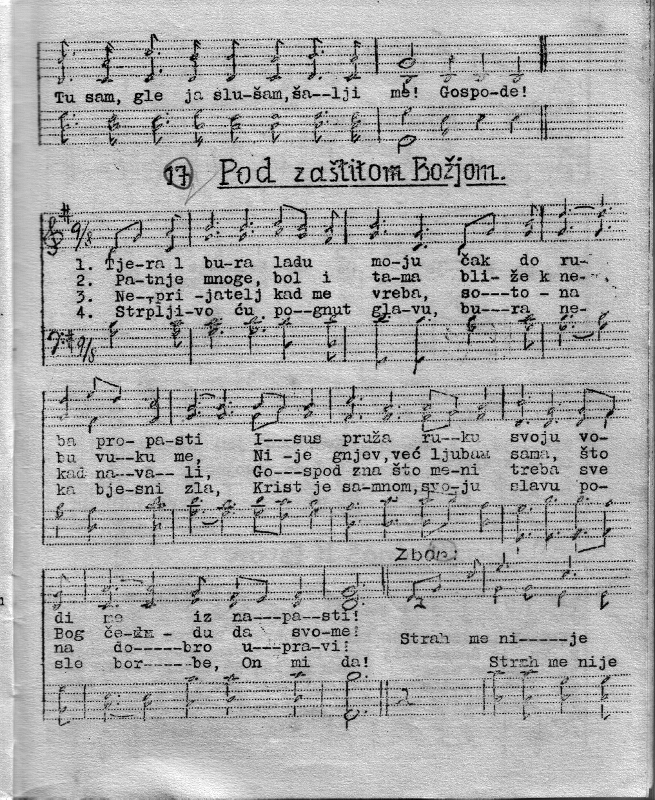 Tu sam, gle ja slu-šam,ša--lji me! Gospo-de!
17 Pod zaštitom Božjom.
9/8
1. Tje-ra l bu-ra lađu mo-ju čak do ru-
2. Pa-tnje mnoge, bol i ta-ma bli- že k ne-
3. Ne-pri -jatelj kad me vreba, so---to - na
4. Strplji-vo ću po--gnut gla-vu, bu---ra ne-
9/8
ba pro- pa-sti I---sus pruža ru--ku svoju vo-
bu vu--ku me, Ni -je gnjev,već ljubav sama, što
kad na--va-- li, Go---spod zna što me-ni treba sve
ka bje-sni zla, Krist je sa-mnom,svo-ju slavu po-
Zbor:
di me iz na---pa--sti!
Bog če - du da svo-me!
na do-----bro u---pra-vi!
Strah me ni-----je
sle bor----be, On mi da! Strah me nije